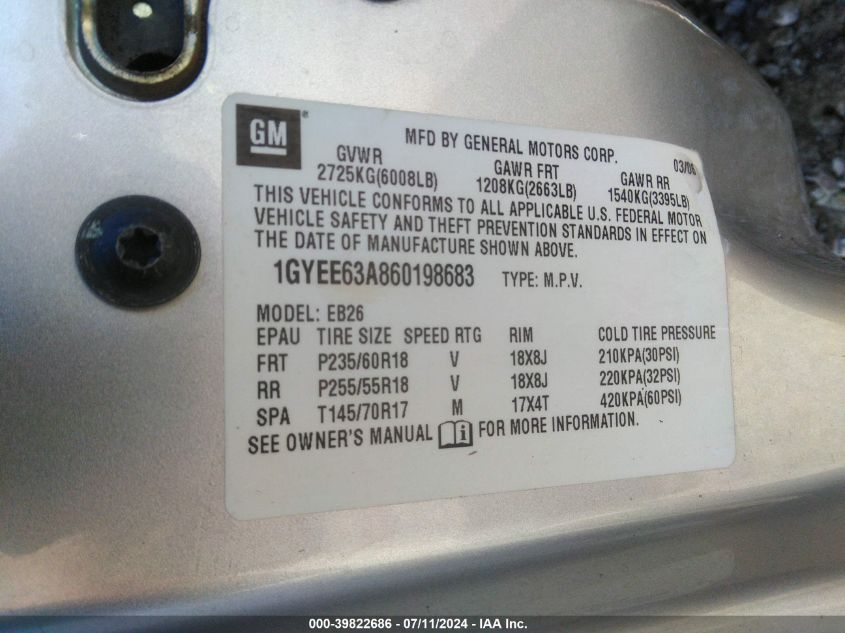 GM ®
MFD BY GENERAL MOTORS CORP. 03/06
GVWR GAWR FRT GAWR RR
2725KG(6008LB) 1208KG(2663LB) 1540KG(3395LB)
THIS VEHICLE CONFORMS TO ALL APPLICABLE U.S. FEDERAL MOTOR
VEHICLE SAFETY AND THEFT PREVENTION STANDARDS IN EFFECT ON
THE DATE OF MANUFACTURE SHOWN ABOVE.
1GYEE63A860198683 TYPE: M.P.V.
MODEL: EB26
EPAU TIRE SIZE SPEED RTG RIM COLD TIRE PRESSURE
FRT P235/60R18 V 18X8J 210KPA(30PSI)
RR P255/55R18 V 18X8J 220KPA(32PSI)
SPA T145/70R17 M 17X4T 420KPA(60PSI)
SEE OWNER'S MANUAL i FOR MORE INFORMATION.
000-39822686 - 07/11/2024 - IAA Inc.